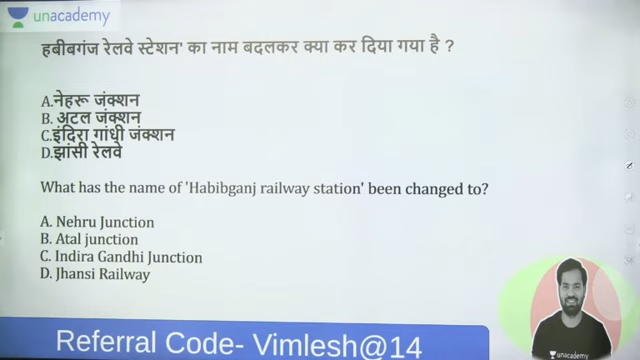 unacademy
हबीबगंज रेलवे स्टेशन' का नाम बदलकर क्या कर दिया गया है ?
A.नेहरू जंक्शन
B. अटल जंक्शन
C.इंदिरा गांधी जंक्शन
D.झांसी रेलवे
What has the name of 'Habibganj railway station' been changed to?
A. Nehru Junction
B. Atal junction
C. Indira Gandhi Junction
D. Jhansi Railway
unacademy
Referral Code- Vimlesh@14